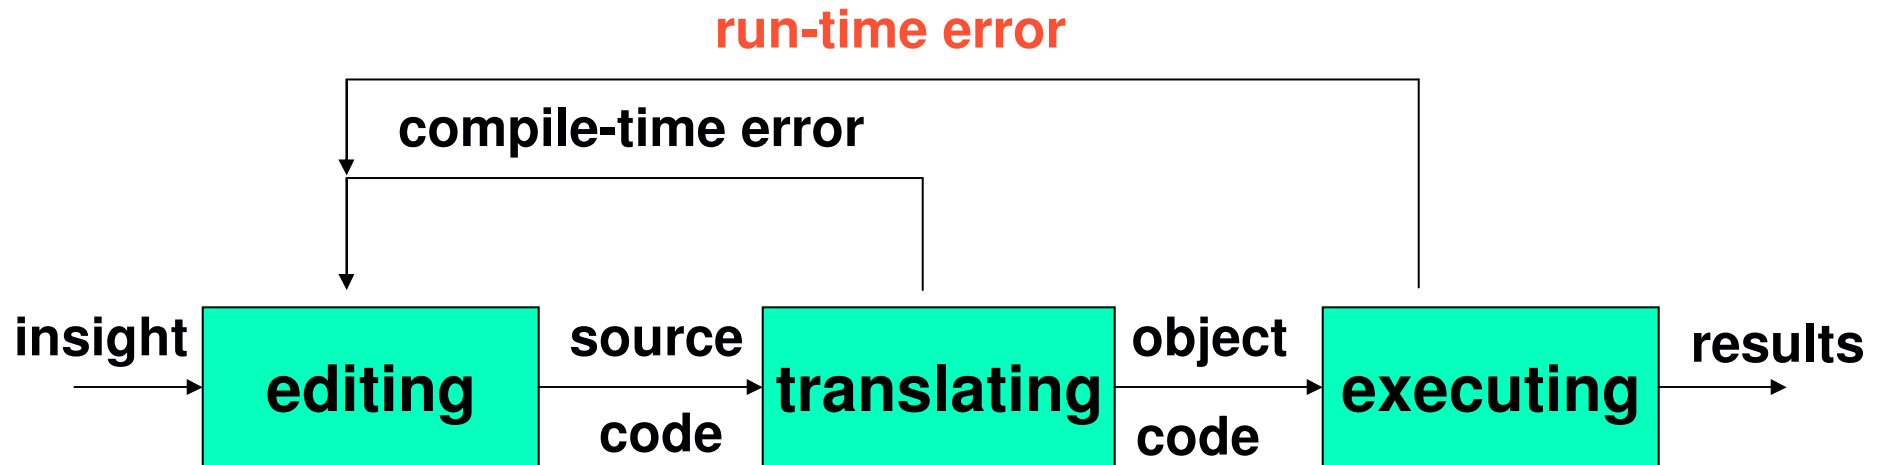 run-time error
compile-time error
insight
editing
source
code
translating
object
code
executing
results